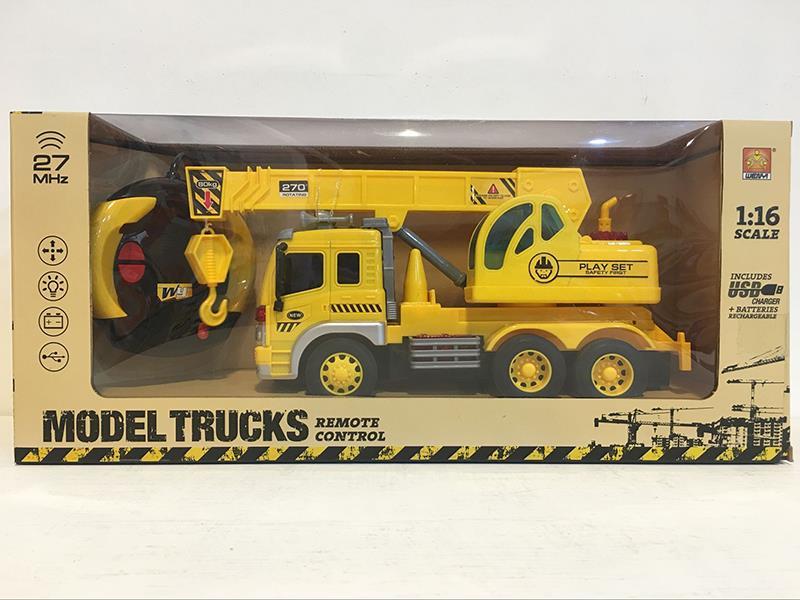 27
MHz
80kg
270°
ROTATING
W
NEW
PLAY SET
SAFETY FIRST
1:16
SCALE
INCLUDES
USB
CHARGER
+ BATTERIES
RECHARGEABLE
MODEL TRUCKS
REMOTE
CONTROL